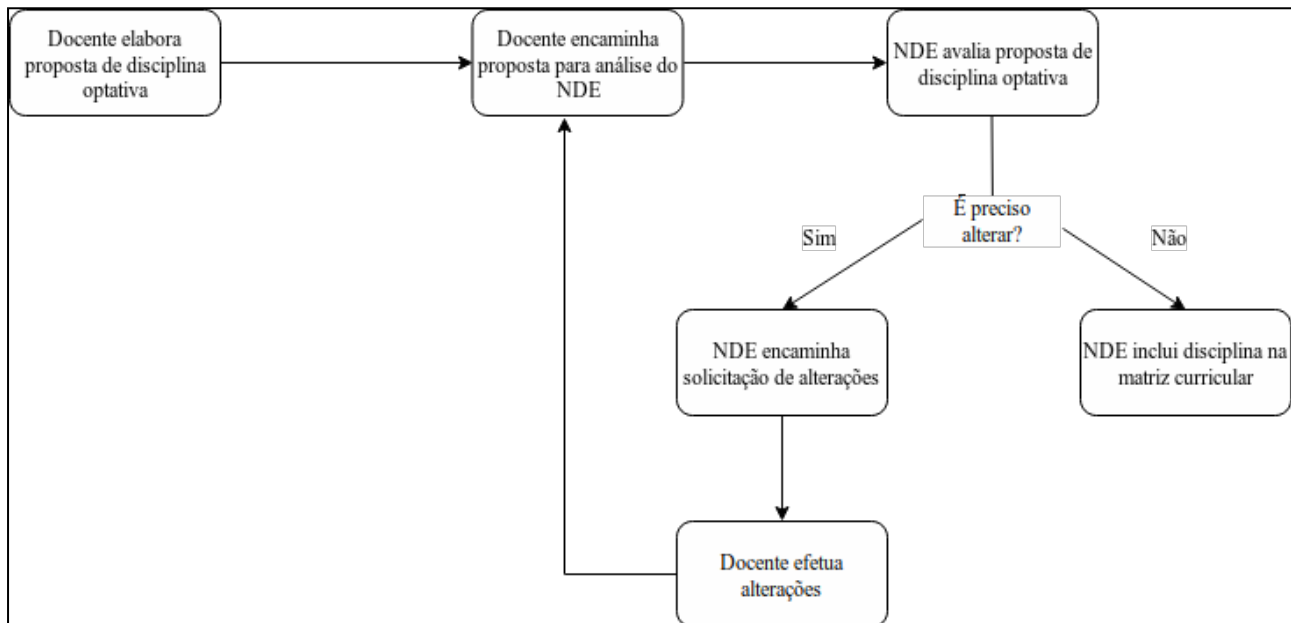 Docente elabora
proposta de disciplina
optativa
Docente encaminha
proposta para análise do
NDE
NDE avalia proposta de
disciplina optativa
É preciso
alterar?
Sim
Não
NDE encaminha
solicitação de alterações
NDE inclui disciplina na
matriz curricular
Docente efetua
alterações